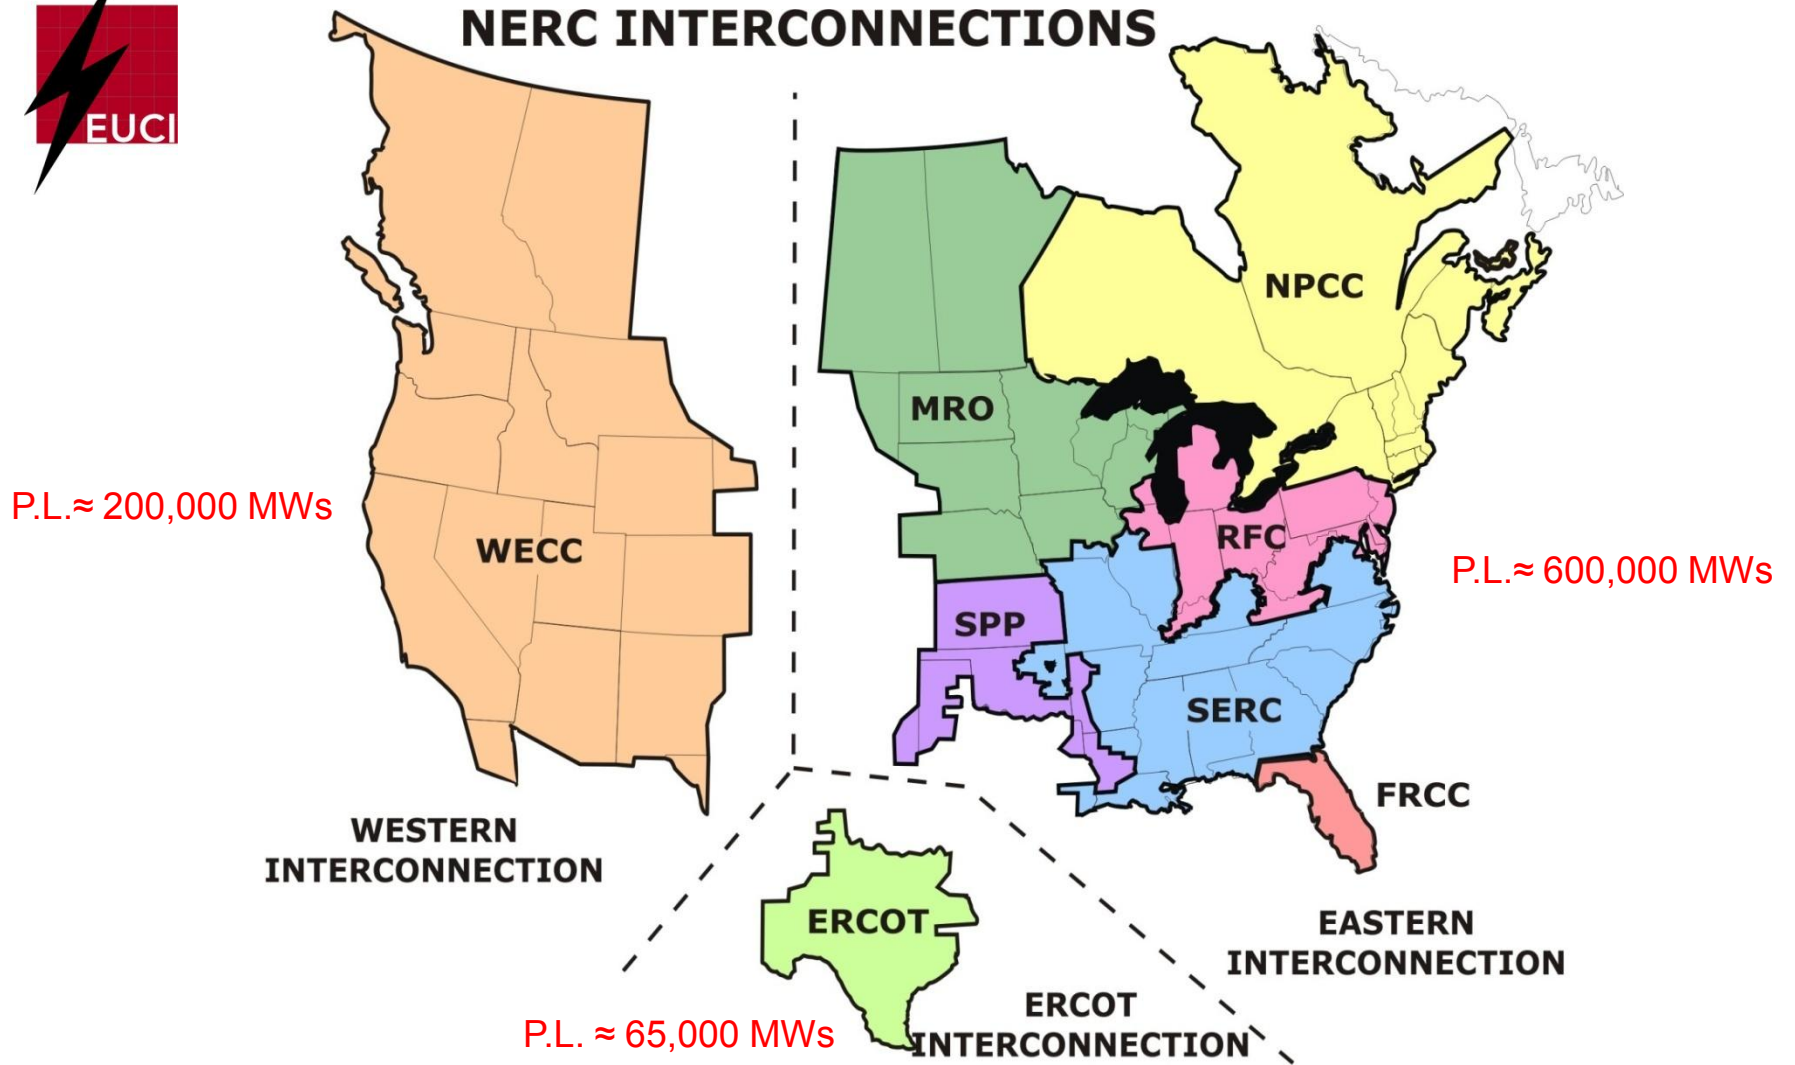 NERC INTERCONNECTIONS
EUCI
NPCC
MRO
P.L.≈ 200,000 MWs
WECC
RFC
P.L.≈ 600,000 MWs
SPP
SERC
FRCC
WESTERN
INTERCONNECTION
ERCOT
EASTERN
INTERCONNECTION
P.L. ≈ 65,000 MWs
ERCOT
INTERCONNECTION